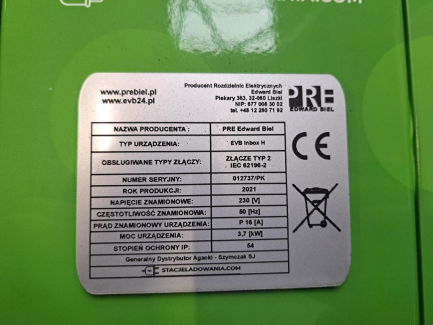 .COM
www.prebiel.pl
www.evb24.pl
Producent Rozdzielnic Elektrycznych
Edward Biel
Piekary 363, 32-060 Liszki
NIP: 677 006 30 02
tel. +48 12 280 71 92
PRE
EDWARD BIEL
NAZWA PRODUCENTA : PRE Edward Biel
TYP URZĄDZENIA: EVB Inbox H
OBSŁUGIWANE TYPY ZŁĄCZY: ZŁĄCZE TYP 2
IEC 62196-2
NUMER SERYJNY: 012737/PK
ROK PRODUKCJI: 2021
NAPIĘCIE ZNAMIONOWE: 230 [V]
CZĘSTOTLIWOŚĆ ZNAMIONOWA: 50 [Hz]
PRĄD ZNAMIONOWY URZĄDZENIA: P 16 [A]
MOC URZĄDZENIA: 3,7 [kW]
STOPIEŃ OCHRONY IP: 54
Generalny Dystrybutor Agacki - Szymczak SJ
STACJELADOWANIA.COM
CE